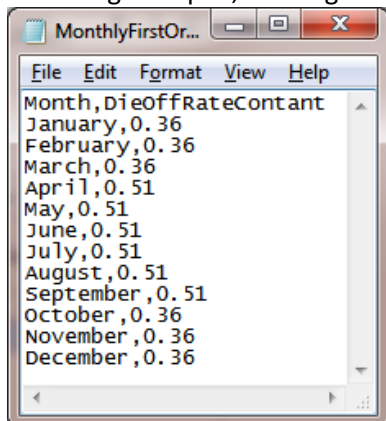 MonthlyFirstOr...
File Edit Format View Help
Month,DieOffRateContant
January,0.36
February,0.36
March,0.36
April,0.51
May,0.51
June,0.51
July,0.51
August,0.51
September,0.51
October,0.36
November,0.36
December,0.36